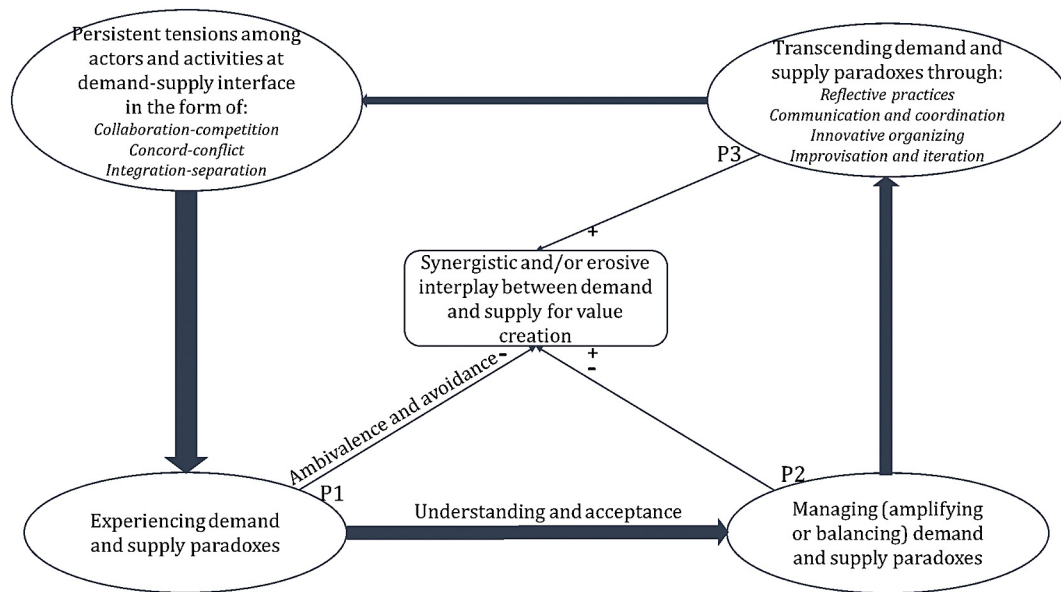 Persistent tensions among
actors and activities at
demand-supply interface
in the form of:
Collaboration-competition
Concord-conflict
Integration-separation
Transcending demand and
supply paradoxes through:
Reflective practices
Communication and coordination
Innovative organizing
Improvisation and iteration
P3
+
Synergistic and/or erosive
interplay between demand
and supply for value
creation
-
+
-
Ambivalence and avoidance
P1
P2
Understanding and acceptance
Experiencing demand
and supply paradoxes
Managing (amplifying
or balancing) demand
and supply paradoxes